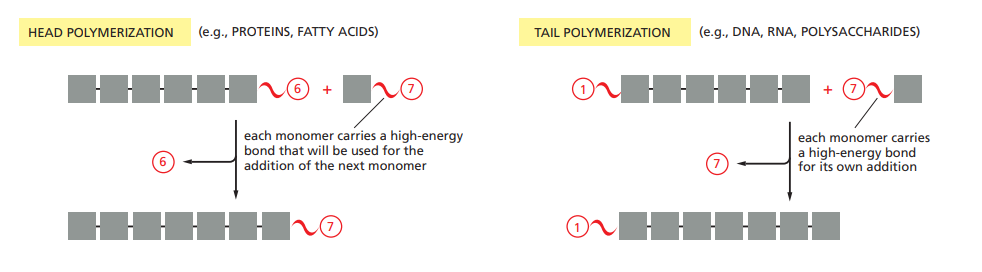 HEAD POLYMERIZATION (e.g., PROTEINS, FATTY ACIDS)
6 + 7
each monomer carries a high-energy
bond that will be used for the
addition of the next monomer
6
7
TAIL POLYMERIZATION (e.g., DNA, RNA, POLYSACCHARIDES)
1 + 7
each monomer carries
a high-energy bond
for its own addition
7
1